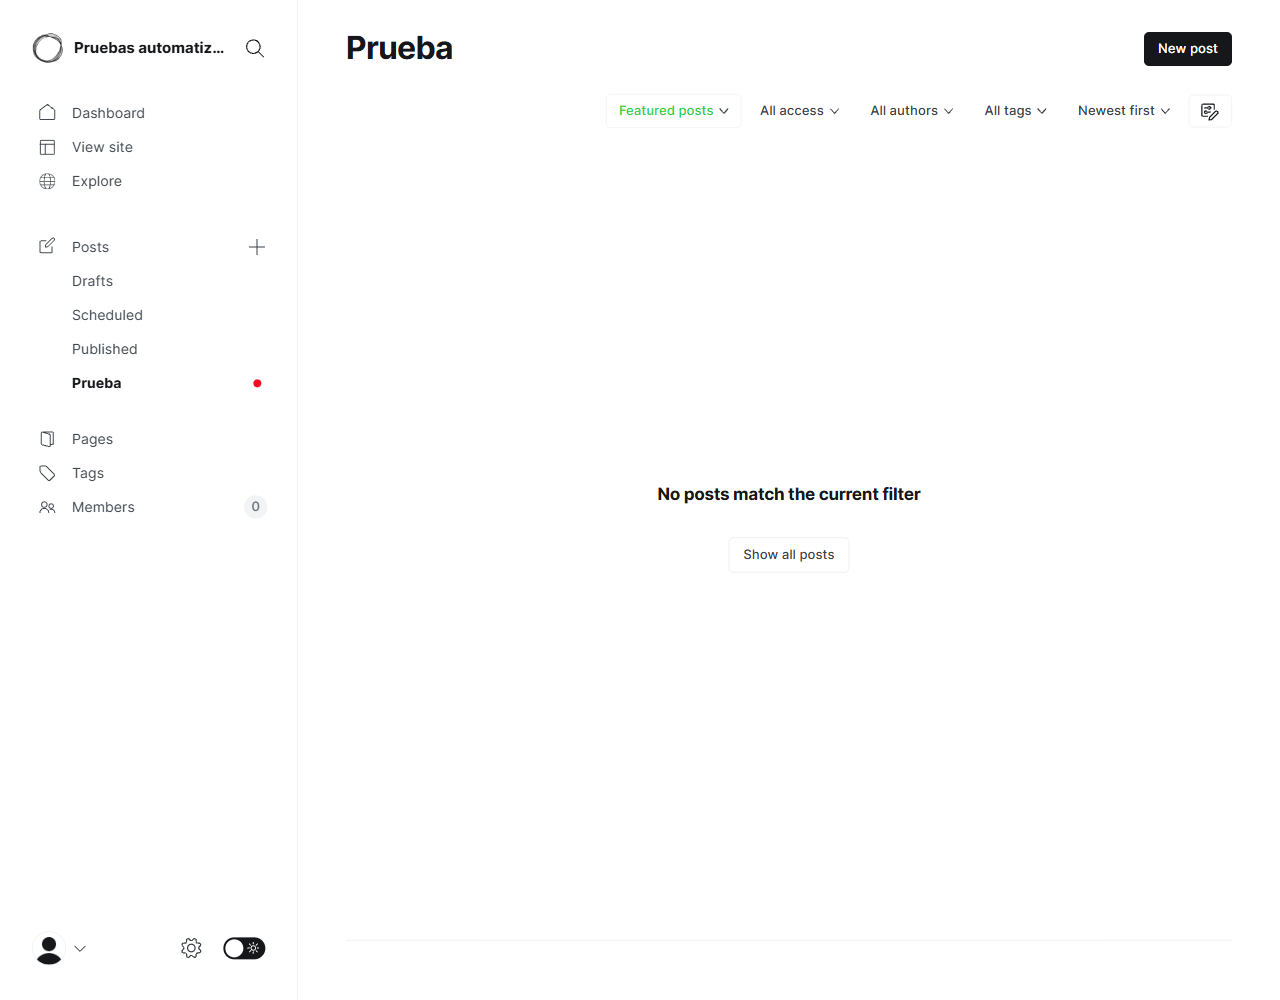 Pruebas automatiz...
Dashboard
View site
Explore
Posts
Drafts
Scheduled
Published
Prueba
Pages
Tags
Members
0
Prueba
New post
Featured posts
All access
All authors
All tags
Newest first
No posts match the current filter
Show all posts